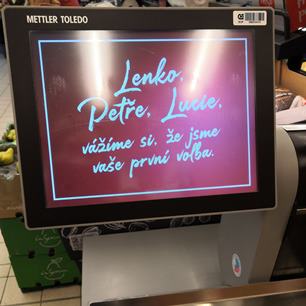 METTLER TOLEDO
Lenko,
Petře, Lucie,
vážíme si, že jsme
vaše první volba.